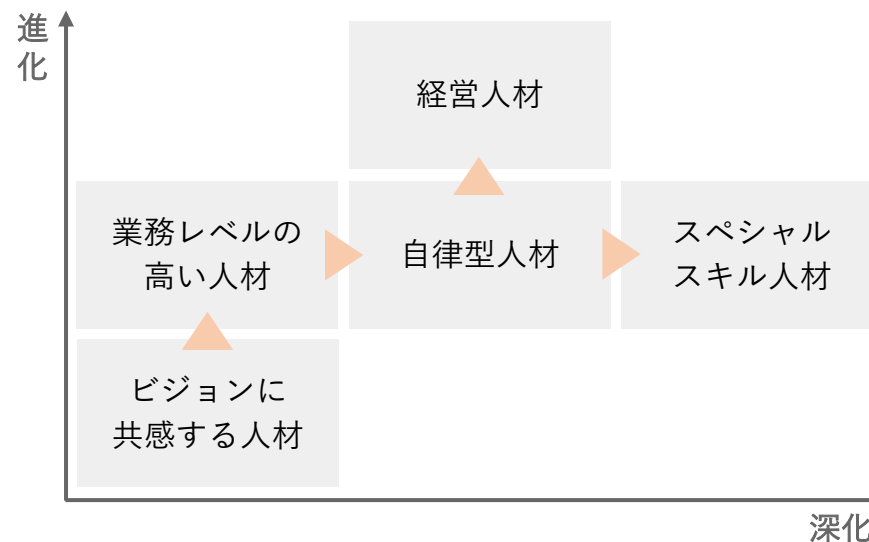 進化
経営人材
業務レベルの
高い人材
自律型人材
スペシャル
スキル人材
ビジョンに
共感する人材
深化